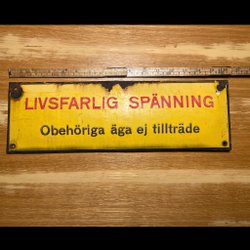 LIVSFARLIG SPÄNNING
Obehöriga äga ej tillträde